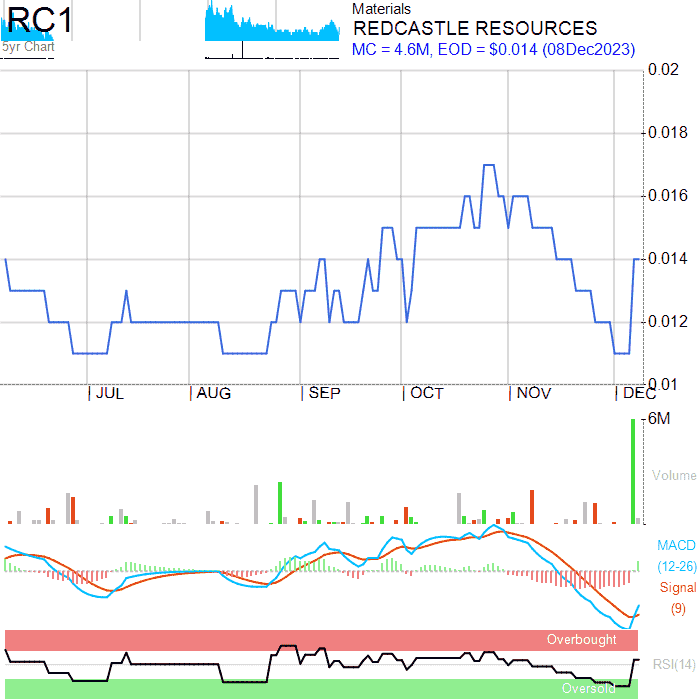 RC1
5yr Chart
Materials
REDCASTLE RESOURCES
MC = 4.6M, EOD = $0.014 (08Dec2023)
0.02
0.018
0.016
0.014
0.012
0.01
JUL AUG SEP OCT NOV DEC
6M
Volume
MACD
(12-26)
Signal
(9)
Overbought
RSI(14)
Oversold